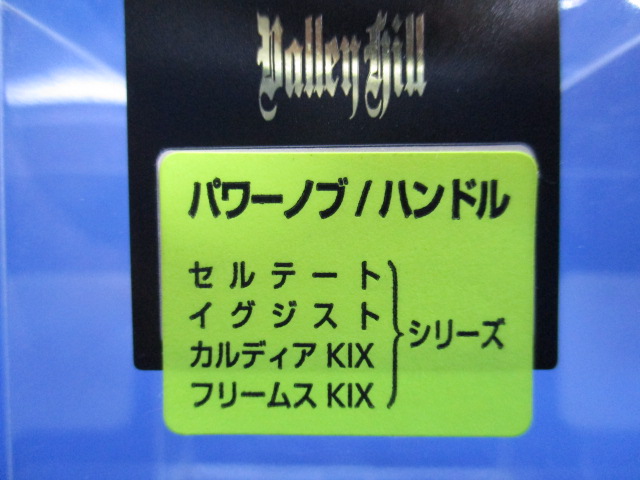 Valley Hill
パワーノブ/ハンドル
セルテート
イグジスト
カルディア KIX
フリームス KIX
シリーズ